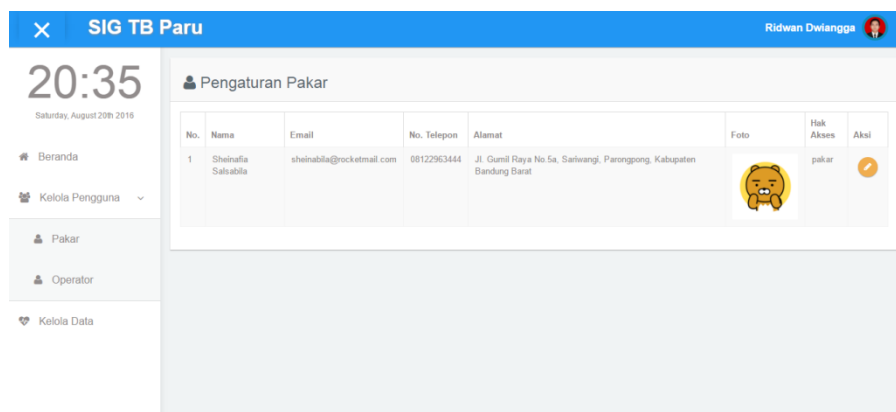 SIG TB Paru
Ridwan Dwiangga
20:35
Saturday, August 20th 2016
Beranda
Kelola Pengguna
Pakar
Operator
Kelola Data
Pengaturan Pakar
No. Nama Email No. Telepon Alamat Foto Hak Akses Aksi
1 Sheinafia Salsabila sheinabila@rocketmail.com 08122963444 Jl. Gumil Raya No.5a, Sariwangi, Parongpong, Kabupaten Bandung Barat pakar